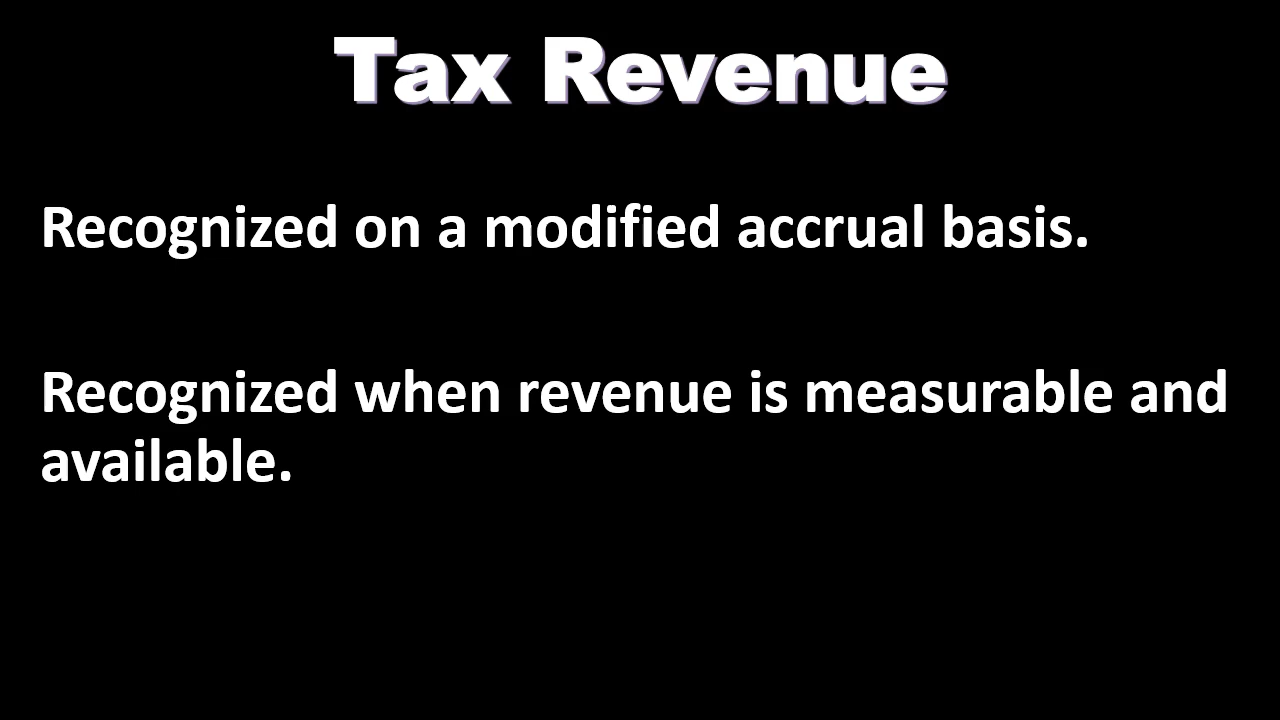 Tax Revenue
Recognized on a modified accrual basis.
Recognized when revenue is measurable and
available.